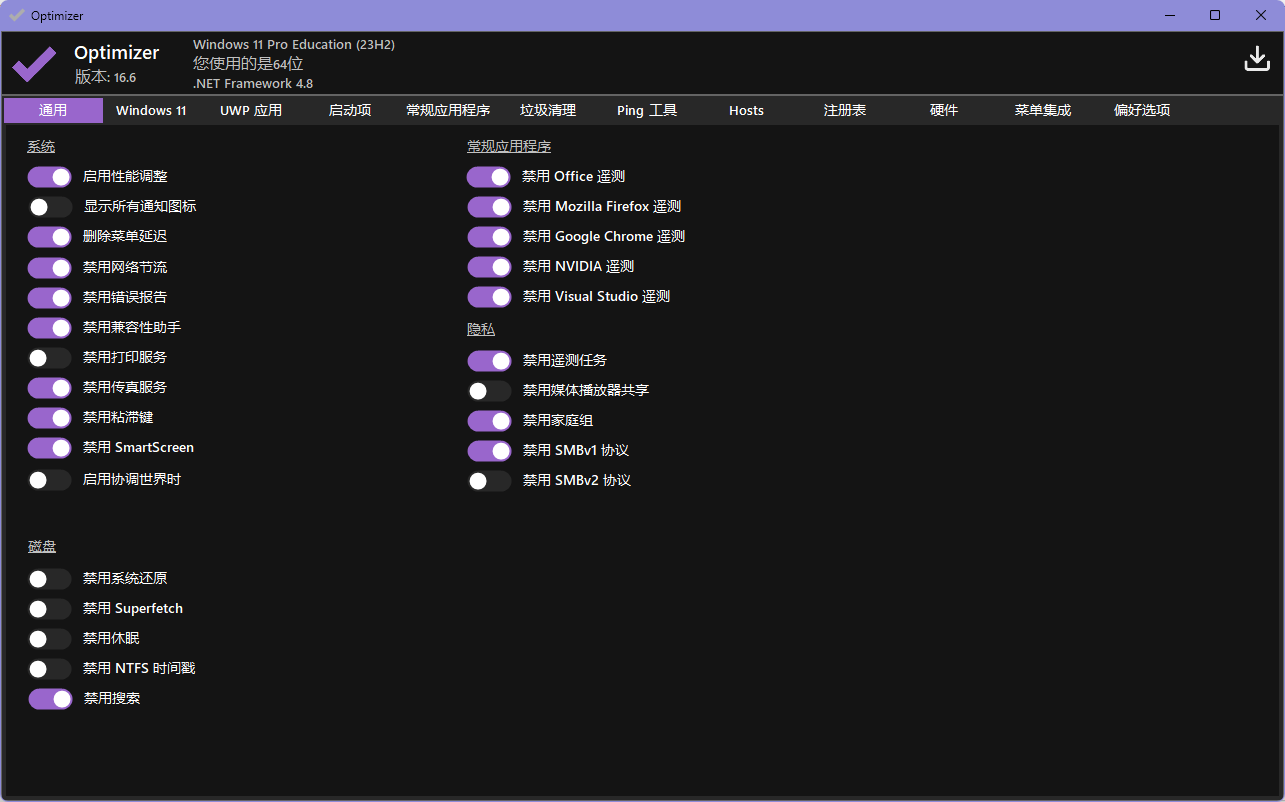 Optimizer
Optimizer
版本: 16.6
Windows 11 Pro Education (23H2)
您使用的是64位
.NET Framework 4.8
通用 Windows 11 UWP 应用 启动项 常规应用程序 垃圾清理 Ping 工具 Hosts 注册表 硬件 菜单集成 偏好选项
系统
启用性能调整
显示所有通知图标
删除菜单延迟
禁用网络节流
禁用错误报告
禁用兼容性助手
禁用打印服务
禁用传真服务
禁用粘滞键
禁用 SmartScreen
启用协调世界时
磁盘
禁用系统还原
禁用 Superfetch
禁用休眠
禁用 NTFS 时间戳
禁用搜索
常规应用程序
禁用 Office 遥测
禁用 Mozilla Firefox 遥测
禁用 Google Chrome 遥测
禁用 NVIDIA 遥测
禁用 Visual Studio 遥测
隐私
禁用遥测任务
禁用媒体播放器共享
禁用家庭组
禁用 SMBv1 协议
禁用 SMBv2 协议